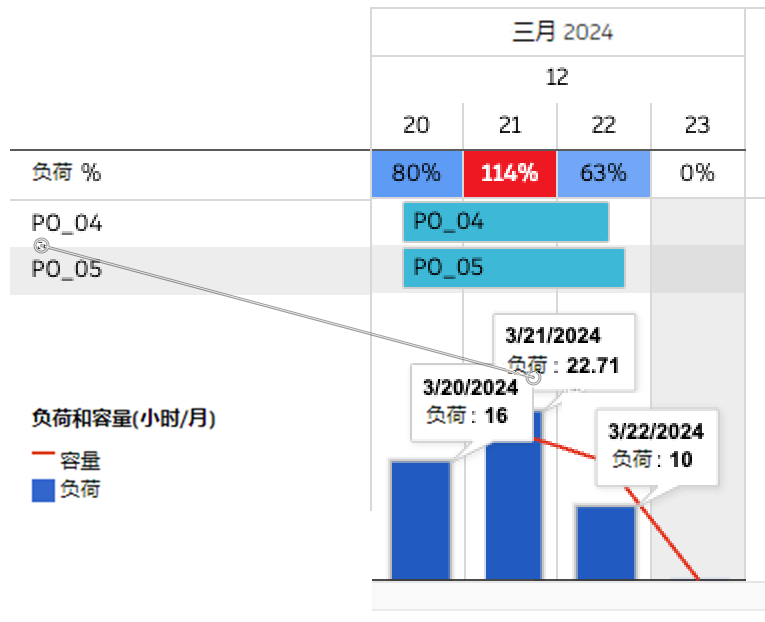 三月 2024
12
20 21 22 23
负荷 % 80% 114% 63% 0%
PO_04 PO_04
PO_05 PO_05
3/21/2024
负荷 : 22.71
3/20/2024
负荷 : 16
3/22/2024
负荷 : 10
负荷和容量(小时/月)
容量
负荷